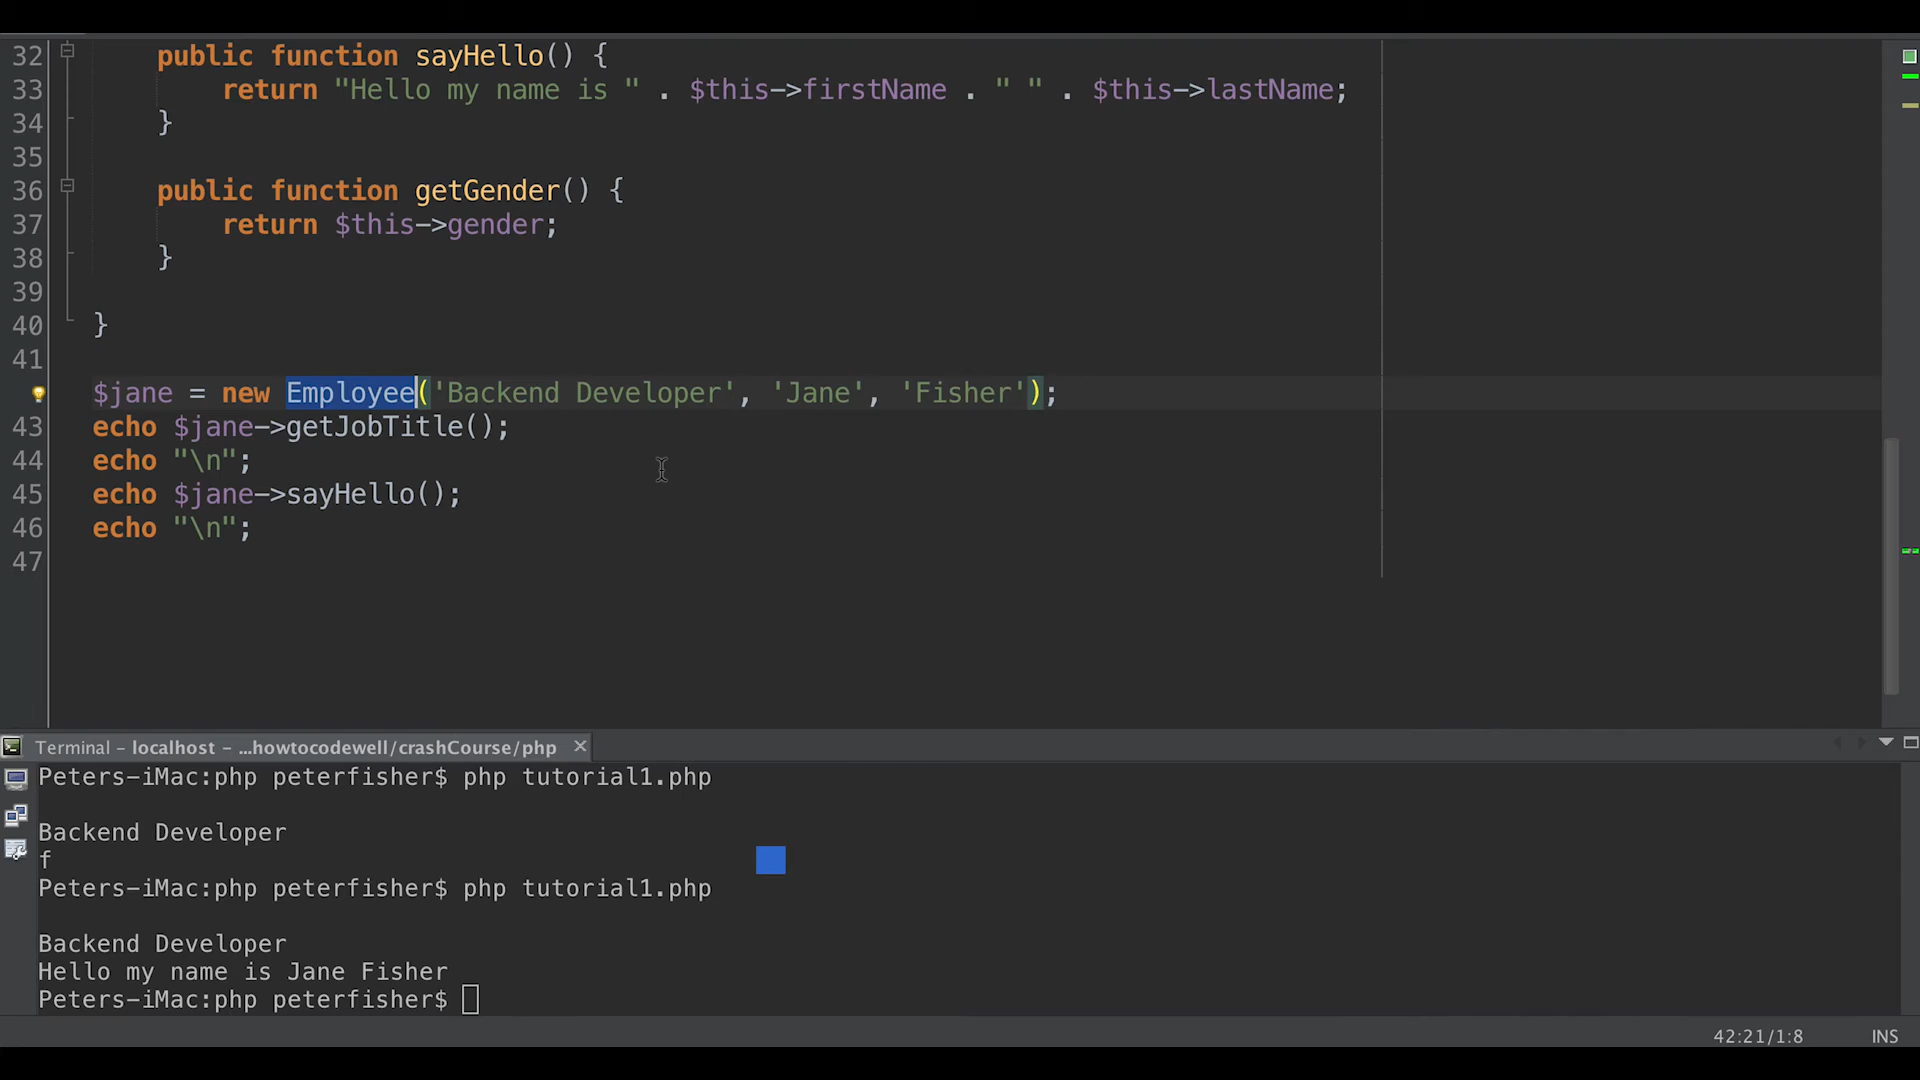 32 public function sayHello() {
33 return "Hello my name is " . $this->firstName . " " . $this->lastName;
34 }
35
36 public function getGender() {
37 return $this->gender;
38 }
39
40 }
41
$jane = new Employee('Backend Developer', 'Jane', 'Fisher');
43 echo $jane->getJobTitle();
44 echo "\n";
45 echo $jane->sayHello();
46 echo "\n";
47
Terminal - localhost - ...howtocodewell/crashCourse/php
Peters-iMac:php peterfisher$ php tutorial1.php
Backend Developer
f
Peters-iMac:php peterfisher$ php tutorial1.php
Backend Developer
Hello my name is Jane Fisher
Peters-iMac:php peterfisher$
42:21/1:8 INS